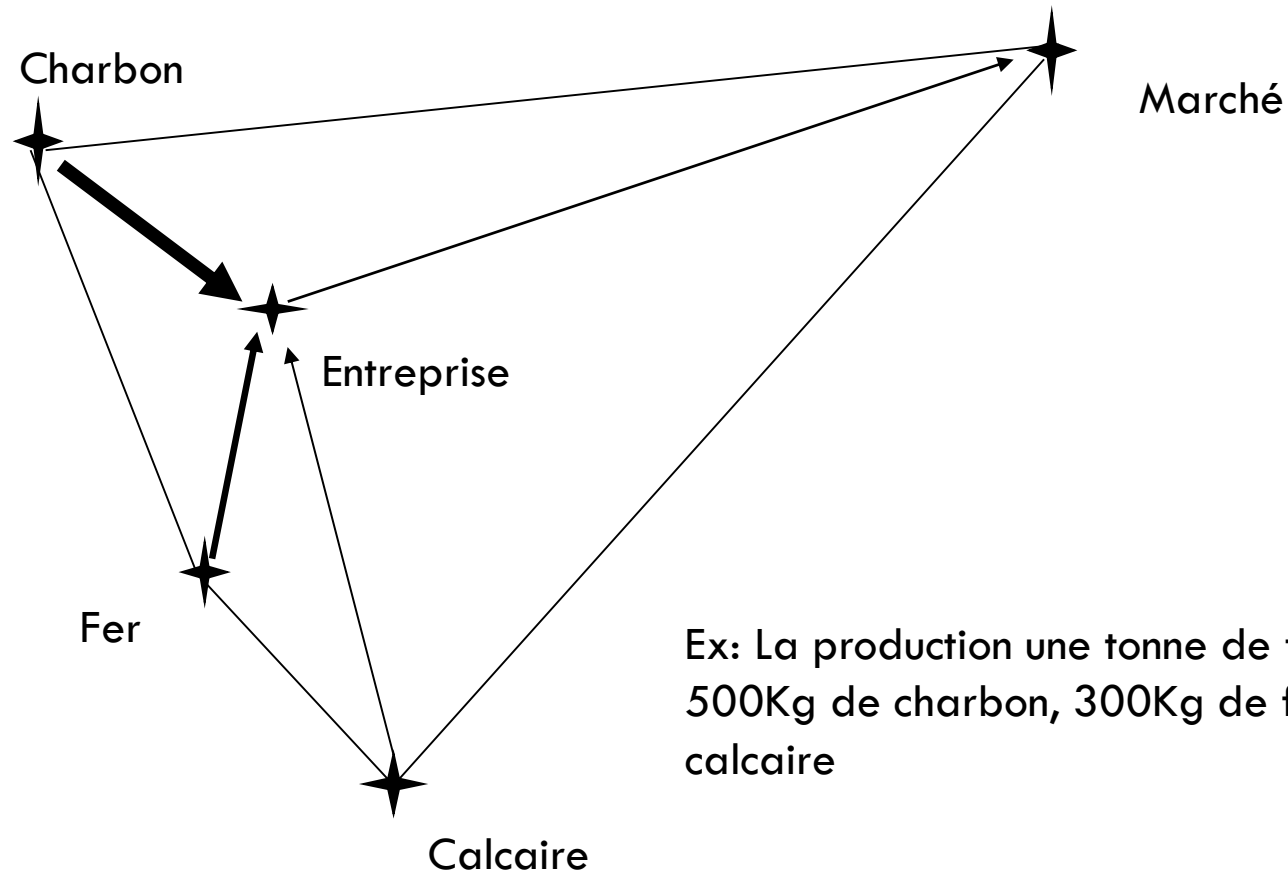 Charbon
Marché
Entreprise
Fer
Ex: La production une tonne de
500Kg de charbon, 300Kg de
calcaire
Calcaire